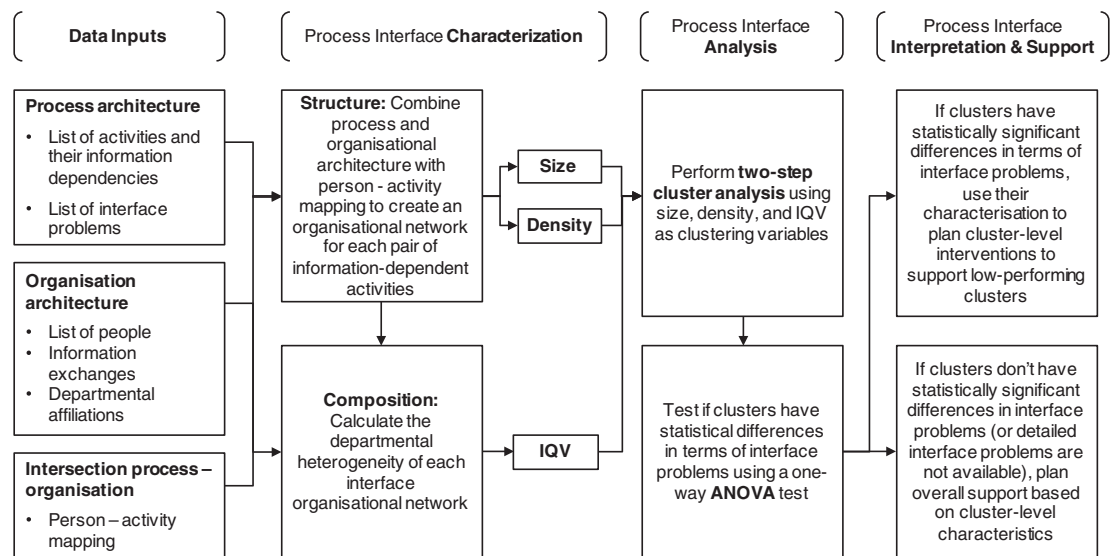 Data Inputs
Process Interface Characterization
Process Interface
Analysis
Process Interface
Interpretation & Support
Process architecture
• List of activities and
their information
dependencies
• List of interface
problems
Organisation
architecture
• List of people
• Information
exchanges
• Departmental
affiliations
Intersection process –
organisation
• Person – activity
mapping
Structure: Combine
process and
organisational
architecture with
person - activity
mapping to create an
organisational network
for each pair of
information-dependent
activities
Composition:
Calculate the
departmental
heterogeneity of each
interface
organisational network
Size
Density
IQV
Perform two-step
cluster analysis using
size, density, and IQV
as clustering variables
Test if clusters have
statistical differences
in terms of interface
problems using a one-
way ANOVA test
If clusters have
statistically significant
differences in terms of
interface problems,
use their
characterisation to
plan cluster-level
interventions to
support low-performing
clusters
If clusters don't have
statistically significant
differences in interface
problems (or detailed
interface problems are
not available), plan
overall support based
on cluster-level
characteristics